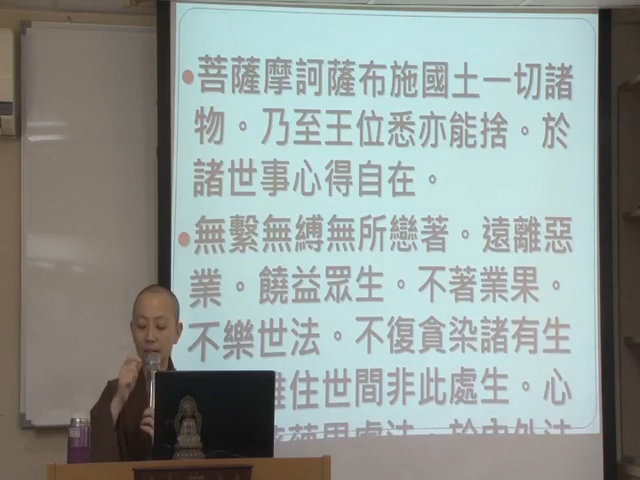 •菩薩摩訶薩布施國土一切諸
物。乃至王位悉亦能捨。於
諸世事心得自在。
•無繫無縛無所戀著。遠離惡
業。饒益眾生。不著業果。
不樂世法。不復貪染諸有生
住世間非此處生。心